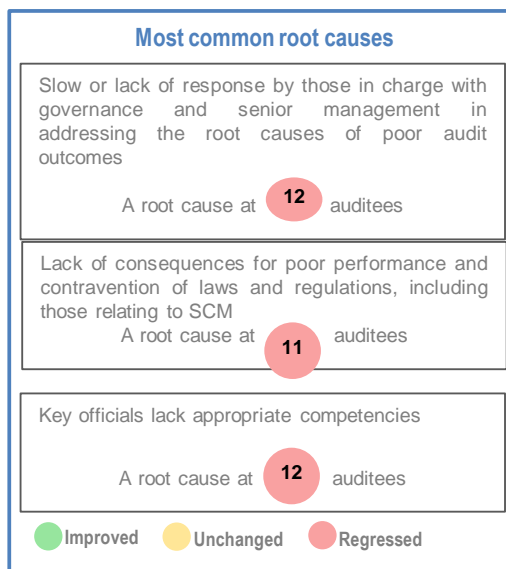 Most common root causes
Slow or lack of response by those in charge with
governance and senior management in
addressing the root causes of poor audit
outcomes
A root cause at 12 auditees
Lack of consequences for poor performance and
contravention of laws and regulations, including
those relating to SCM
A root cause at 11 auditees
Key officials lack appropriate competencies
A root cause at 12 auditees
Improved Unchanged Regressed